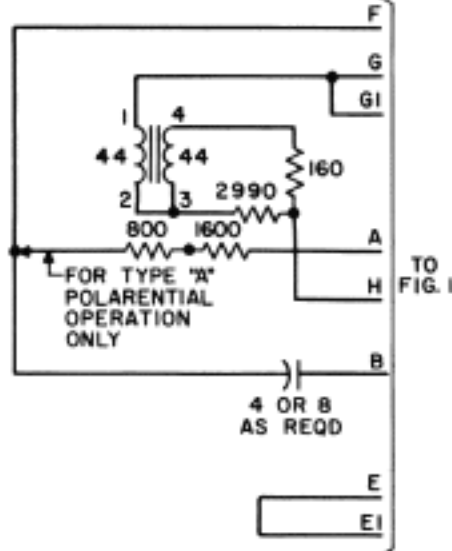 F
G
G1
1 4
44 44
160
2 3 2990
800 1600 A
FOR TYPE "A"
POLARENTIAL
OPERATION
ONLY
H
TO
FIG. 1
B
4 OR 8
AS REQD
E
E1